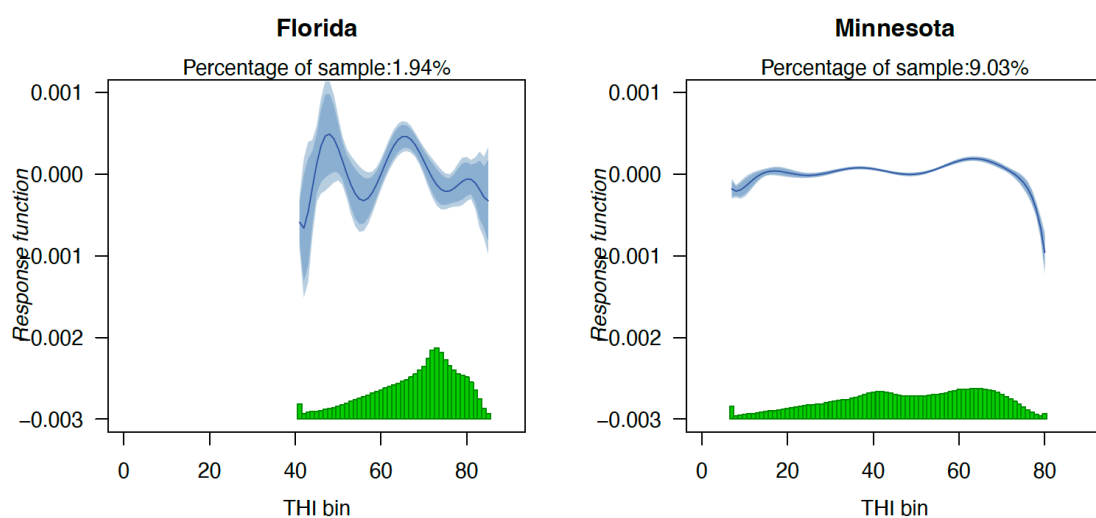 Florida
Percentage of sample:1.94%
0.001
0.000
−0.001
−0.002
−0.003
Response function
0 20 40 60 80
THI bin
Minnesota
Percentage of sample:9.03%
0.001
0.000
−0.001
−0.002
−0.003
Response function
0 20 40 60 80
THI bin